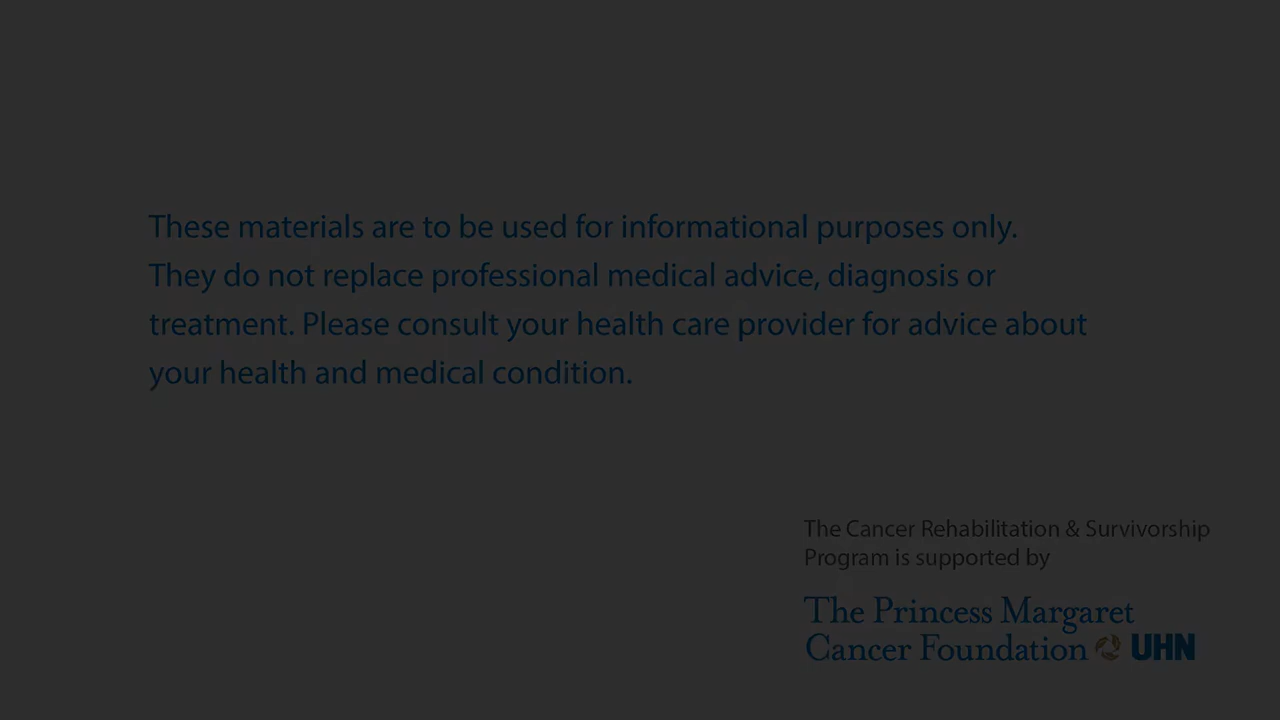 These materials are to be used for informational purposes only.
They do not replace professional medical advice, diagnosis or
treatment. Please consult your health care provider for advice about
your health and medical condition.
The Cancer Rehabilitation & Survivorship
Program is supported by
The Princess Margaret
Cancer Foundation UHN